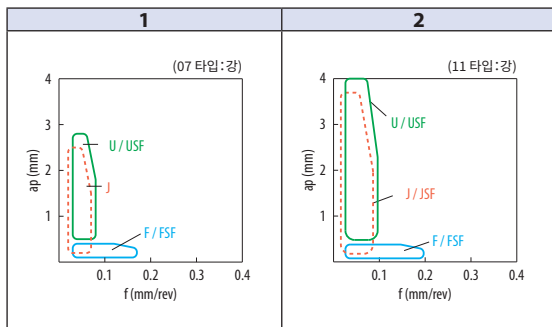 1
(07 타입:강)
4
3
2
1
ap (mm)
U / USF
J
F / FSF
0.1 0.2 0.3 0.4
f (mm/rev)
2
(11 타입:강)
4
3
2
1
ap (mm)
U / USF
J / JSF
F / FSF
0.1 0.2 0.3 0.4
f (mm/rev)